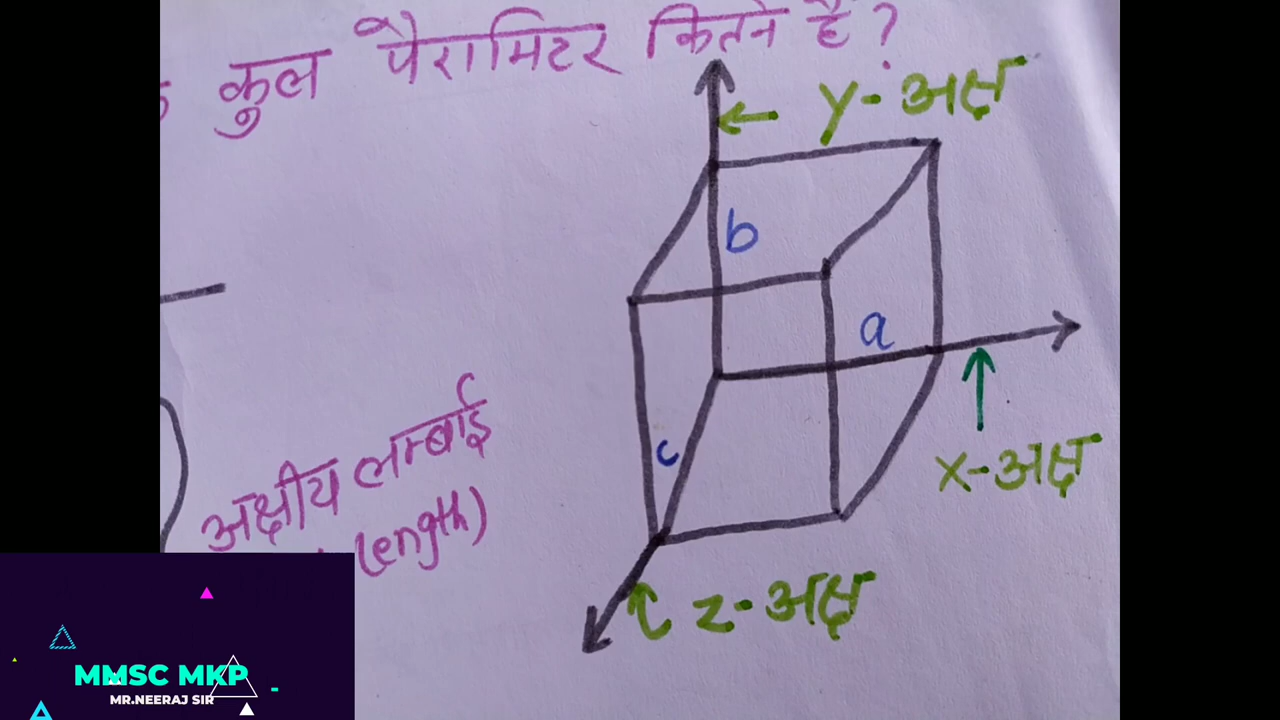 कुल पैरामिटर कितने है ?
← y-अक्ष
b
a
x-अक्ष
c
अक्षीय लम्बाई
Length)
z-अक्ष
MMSC MKP
MR.NEERAJ SIR